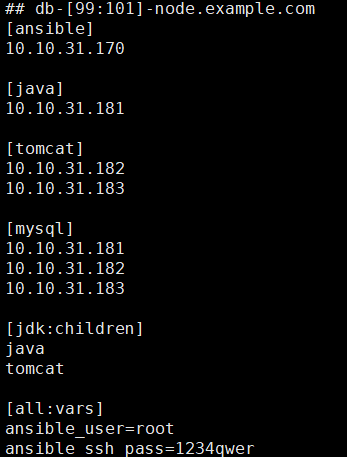 ## db-[99:101]-node.example.com
[ansible]
10.10.31.170
[java]
10.10.31.181
[tomcat]
10.10.31.182
10.10.31.183
[mysql]
10.10.31.181
10.10.31.182
10.10.31.183
[jdk:children]
java
tomcat
[all:vars]
ansible_user=root
ansible_ssh_pass=1234qwer